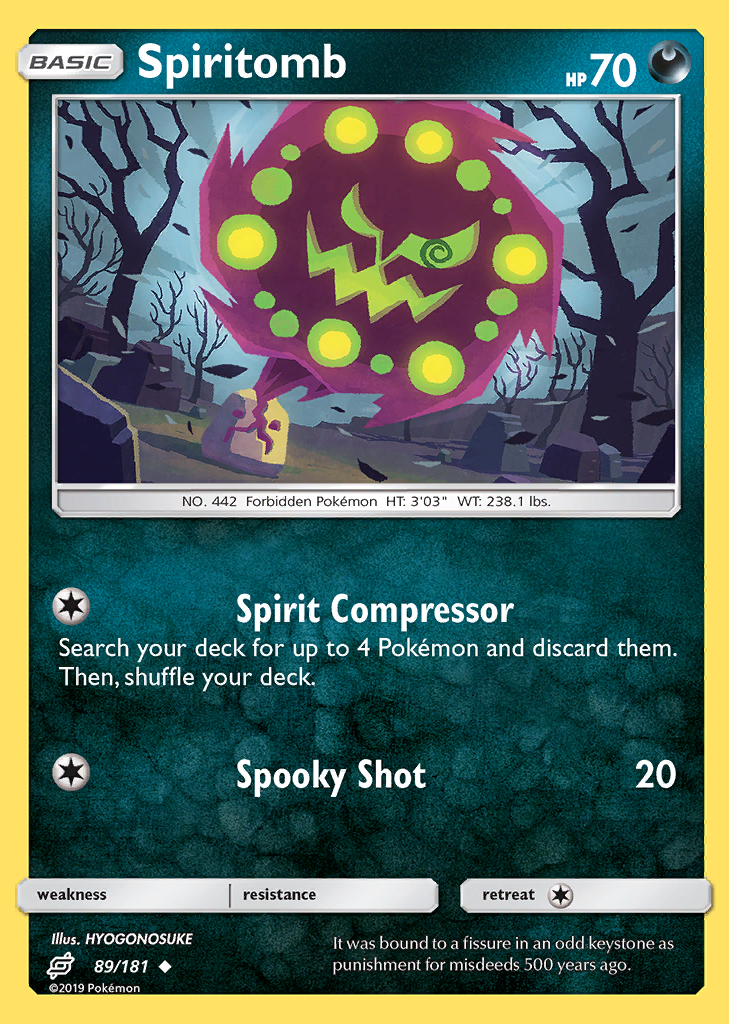 BASIC Spiritomb HP 70
NO. 442 Forbidden Pokémon HT: 3'03" WT: 238.1 lbs.
Spirit Compressor
Search your deck for up to 4 Pokémon and discard them.
Then, shuffle your deck.
Spooky Shot 20
weakness resistance retreat
Illus. HYOGONOSUKE
89/181
©2019 Pokémon
It was bound to a fissure in an odd keystone as
punishment for misdeeds 500 years ago.